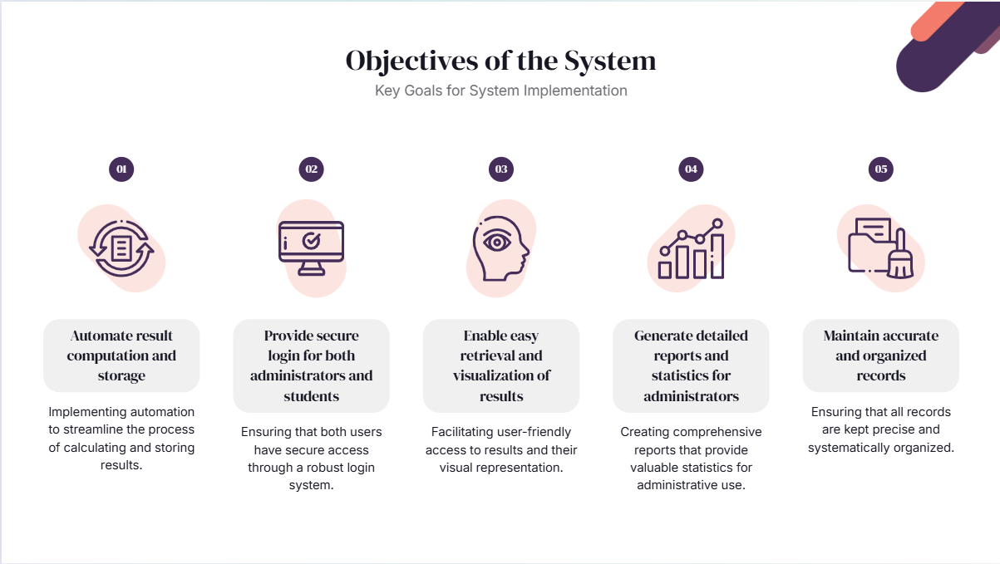 Objectives of the System
Key Goals for System Implementation
01
Automate result
computation and
storage
Implementing automation
to streamline the process
of calculating and storing
results.
02
Provide secure
login for both
administrators and
students
Ensuring that both users
have secure access
through a robust login
system.
03
Enable easy
retrieval and
visualization of
results
Facilitating user-friendly
access to results and their
visual representation.
04
Generate detailed
reports and
statistics for
administrators
Creating comprehensive
reports that provide
valuable statistics for
administrative use.
05
Maintain accurate
and organized
records
Ensuring that all records
are kept precise and
systematically organized.